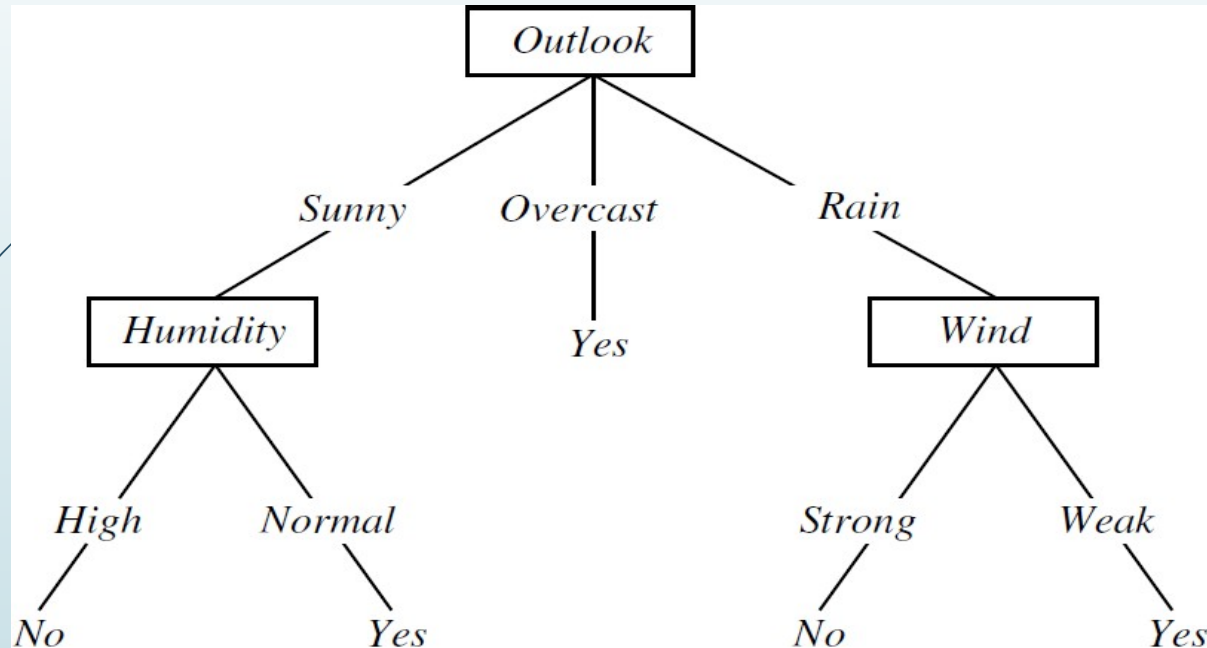 Outlook
Sunny Overcast Rain
Humidity Yes Wind
High Normal Strong Weak
No Yes No Yes